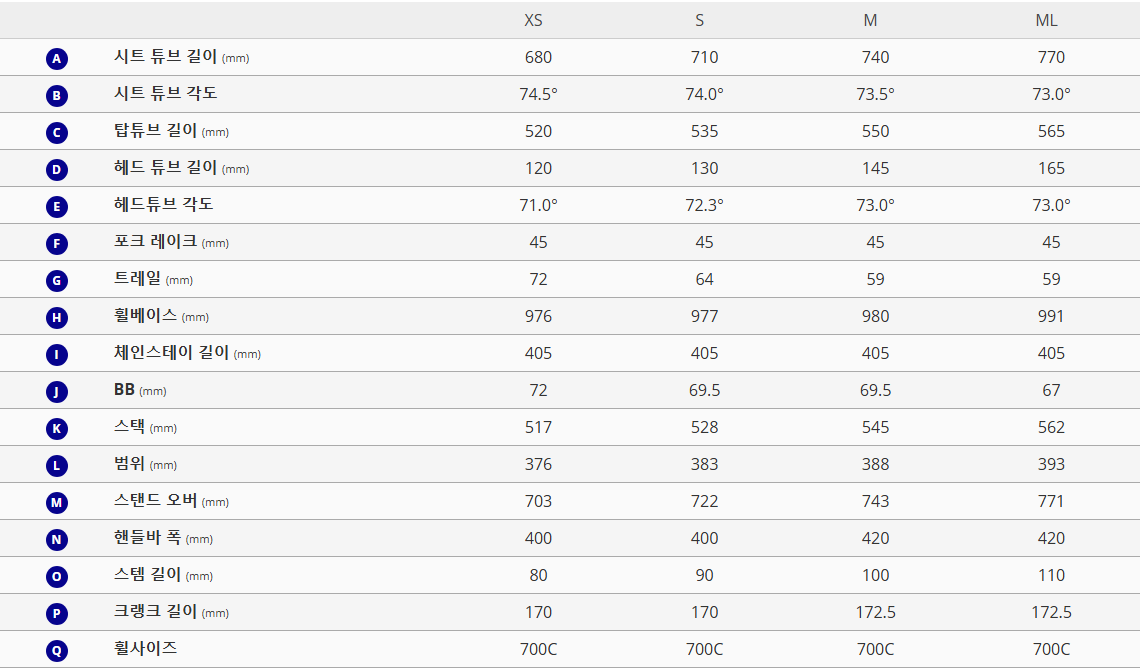 XS S M ML
A 시트 튜브 길이 (mm) 680 710 740 770
B 시트 튜브 각도 74.5° 74.0° 73.5° 73.0°
C 탑튜브 길이 (mm) 520 535 550 565
D 헤드 튜브 길이 (mm) 120 130 145 165
E 헤드튜브 각도 71.0° 72.3° 73.0° 73.0°
F 포크 레이크 (mm) 45 45 45 45
G 트레일 (mm) 72 64 59 59
H 휠베이스 (mm) 976 977 980 991
I 체인스테이 길이 (mm) 405 405 405 405
J BB (mm) 72 69.5 69.5 67
K 스택 (mm) 517 528 545 562
L 범위 (mm) 376 383 388 393
M 스탠드 오버 (mm) 703 722 743 771
N 핸들바 폭 (mm) 400 400 420 420
O 스템 길이 (mm) 80 90 100 110
P 크랭크 길이 (mm) 170 170 172.5 172.5
Q 휠사이즈 700C 700C 700C 700C